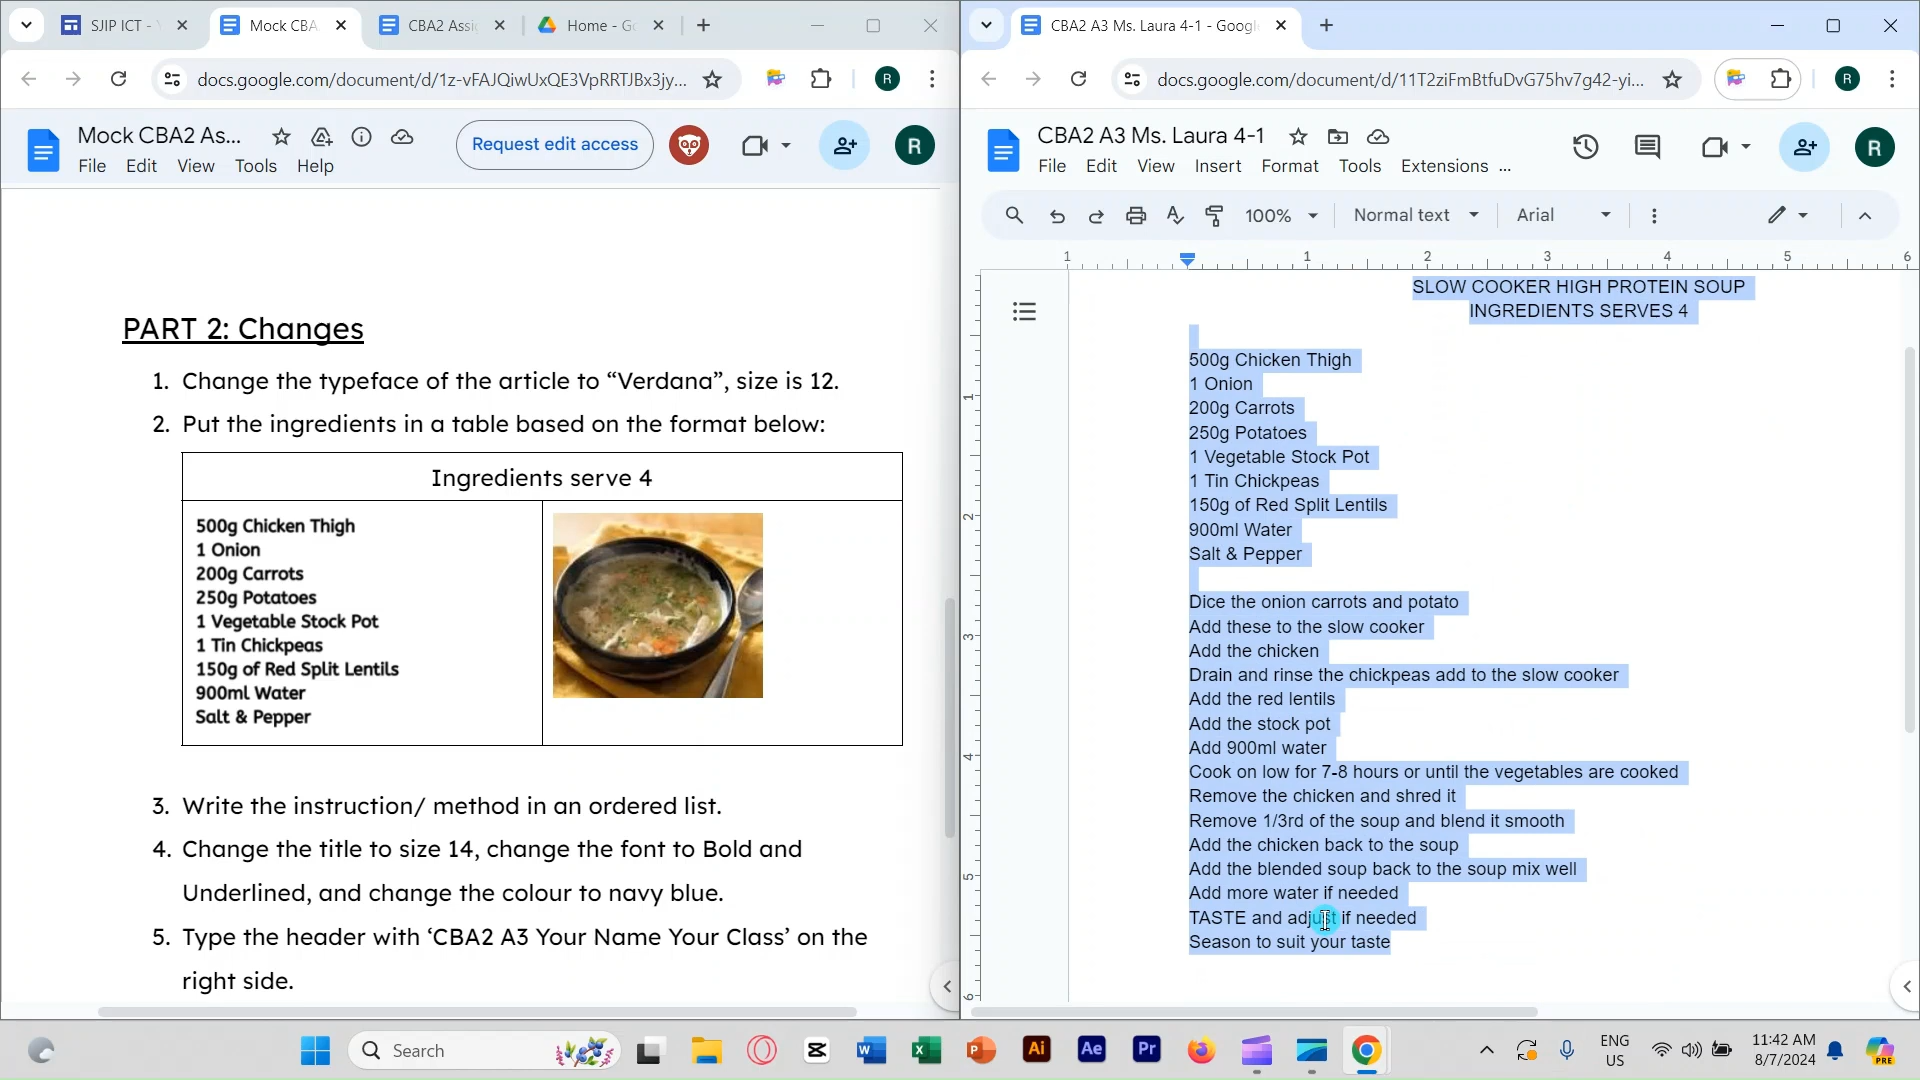 SJIP ICT -
Mock CBA
CBA2 Assi
Home - Go
docs.google.com/document/d/1z-vFAJQiwUxQE3VpRRTJBx3jy...
Mock CBA2 As...
File Edit View Tools Help
Request edit access
R
PART 2: Changes
1. Change the typeface of the article to “Verdana”, size is 12.
2. Put the ingredients in a table based on the format below:
Ingredients serve 4
500g Chicken Thigh
1 Onion
200g Carrots
250g Potatoes
1 Vegetable Stock Pot
1 Tin Chickpeas
150g of Red Split Lentils
900ml Water
Salt & Pepper
3. Write the instruction/ method in an ordered list.
4. Change the title to size 14, change the font to Bold and
Underlined, and change the colour to navy blue.
5. Type the header with ‘CBA2 A3 Your Name Your Class’ on the
right side.
CBA2 A3 Ms. Laura 4-1 - Google
docs.google.com/document/d/11T2ziFmBtfuDvG75hv7g42-yi...
R
CBA2 A3 Ms. Laura 4-1
File Edit View Insert Format Tools Extensions ...
R
100% Normal text Arial
1 1 2 3 4 5 6
SLOW COOKER HIGH PROTEIN SOUP
INGREDIENTS SERVES 4
500g Chicken Thigh
1 Onion
200g Carrots
250g Potatoes
1 Vegetable Stock Pot
1 Tin Chickpeas
150g of Red Split Lentils
900ml Water
Salt & Pepper
Dice the onion carrots and potato
Add these to the slow cooker
Add the chicken
Drain and rinse the chickpeas add to the slow cooker
Add the red lentils
Add the stock pot
Add 900ml water
Cook on low for 7-8 hours or until the vegetables are cooked
Remove the chicken and shred it
Remove 1/3rd of the soup and blend it smooth
Add the chicken back to the soup
Add the blended soup back to the soup mix well
Add more water if needed
TASTE and adjust if needed
Season to suit your taste
Search
ENG
US
11:42 AM
8/7/2024